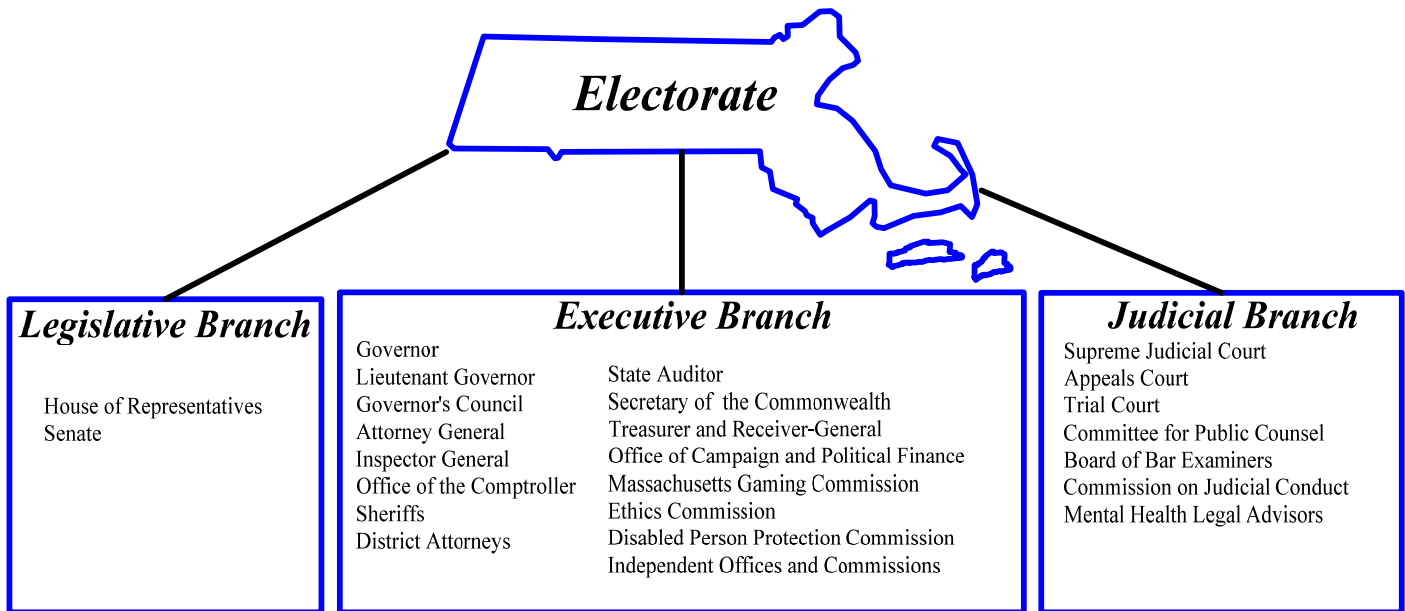 Electorate
Legislative Branch
House of Representatives
Senate
Executive Branch
Governor
Lieutenant Governor
Governor's Council
Attorney General
Inspector General
Office of the Comptroller
Sheriffs
District Attorneys
State Auditor
Secretary of the Commonwealth
Treasurer and Receiver-General
Office of Campaign and Political Finance
Massachusetts Gaming Commission
Ethics Commission
Disabled Person Protection Commission
Independent Offices and Commissions
Judicial Branch
Supreme Judicial Court
Appeals Court
Trial Court
Committee for Public Counsel
Board of Bar Examiners
Commission on Judicial Conduct
Mental Health Legal Advisors